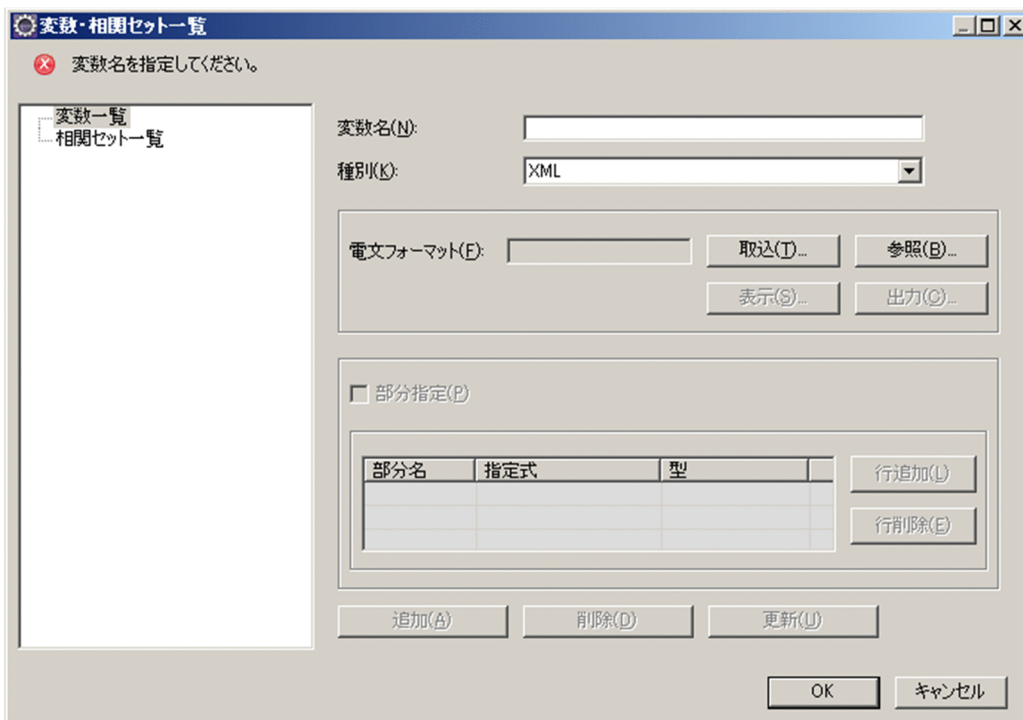 変数・相関セット一覧
変数名を指定してください。
変数一覧
相関セット一覧
変数名(N):
種別(K): XML
電文フォーマット(F): 取込(T)... 参照(B)...
表示(S)... 出力(C)...
部分指定(P)
部分名 指定式 型
行追加(L)
行削除(E)
追加(A) 削除(D) 更新(U)
OK キャンセル